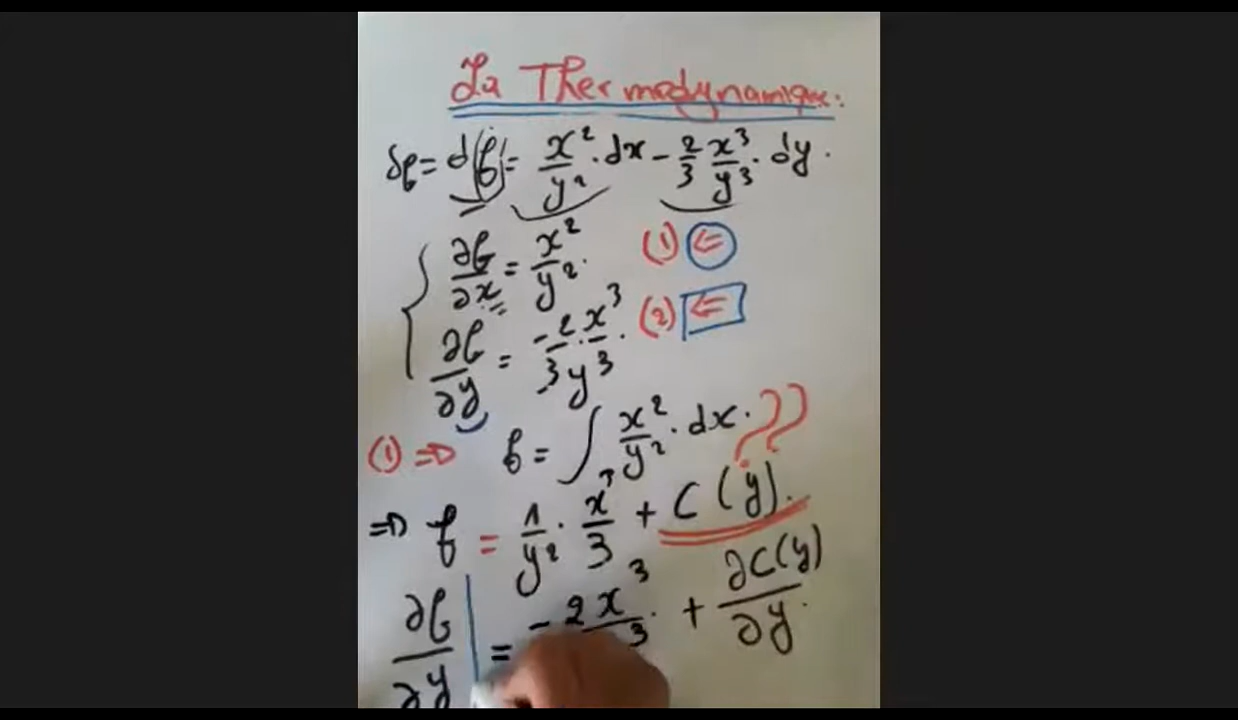 La Thermodynamique:
δf = d(f) = x²/y² · dx - 2/3 x³/y³ · dy.
∂f/∂x = x²/y². (1) ⇐
∂f/∂y = -2/3 · x³/y³. (2) ⇐
(1) ⇒ f = ∫ x²/y² · dx. ??
⇒ f = 1/y² · x³/3 + C(y).
∂f/∂y | = -2x³/ 3 · + ∂C(y)/∂y.